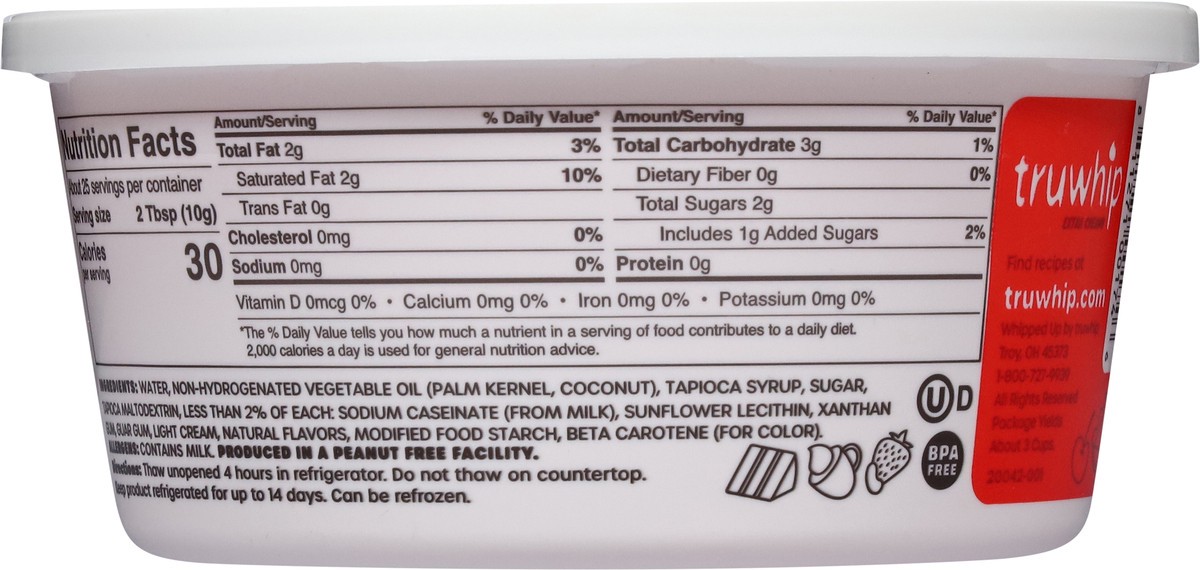 Nutrition Facts
About 25 servings per container
Serving size 2 Tbsp (10g)
Calories
per serving 30
Amount/Serving % Daily Value*
Total Fat 2g 3%
Saturated Fat 2g 10%
Trans Fat 0g
Cholesterol 0mg 0%
Sodium 0mg 0%
Amount/Serving % Daily Value*
Total Carbohydrate 3g 1%
Dietary Fiber 0g 0%
Total Sugars 2g
Includes 1g Added Sugars 2%
Protein 0g
Vitamin D 0mcg 0% • Calcium 0mg 0% • Iron 0mg 0% • Potassium 0mg 0%
*The % Daily Value tells you how much a nutrient in a serving of food contributes to a daily diet.
2,000 calories a day is used for general nutrition advice.
INGREDIENTS: WATER, NON-HYDROGENATED VEGETABLE OIL (PALM KERNEL, COCONUT), TAPIOCA SYRUP, SUGAR,
TAPIOCA MALTODEXTRIN, LESS THAN 2% OF EACH: SODIUM CASEINATE (FROM MILK), SUNFLOWER LECITHIN, XANTHAN
GUM, GUAR GUM, LIGHT CREAM, NATURAL FLAVORS, MODIFIED FOOD STARCH, BETA CAROTENE (FOR COLOR).
ALLERGENS: CONTAINS MILK. PRODUCED IN A PEANUT FREE FACILITY.
Directions: Thaw unopened 4 hours in refrigerator. Do not thaw on countertop.
Keep product refrigerated for up to 14 days. Can be refrozen.
U D
BPA
FREE
truwhip
EXTRA CREAMY
Find recipes at
truwhip.com
Whipped Up by truwhip
Troy, OH 45373
1-800-727-9939
All Rights Reserved
Package Yields
About 3 Cups
20042-001